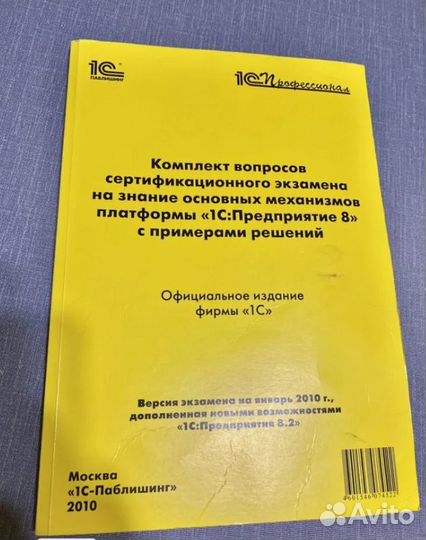 1С®
ПАБЛИШИНГ
1С Профессионал
Комплект вопросов
сертификационного экзамена
на знание основных механизмов
платформы «1С:Предприятие 8»
с примерами решений
Официальное издание
фирмы «1С»
Версия экзамена на январь 2010 г.,
дополненная новыми возможностями
«1С:Предприятия 8.2»
Москва
«1С-Паблишинг»
2010
Avito